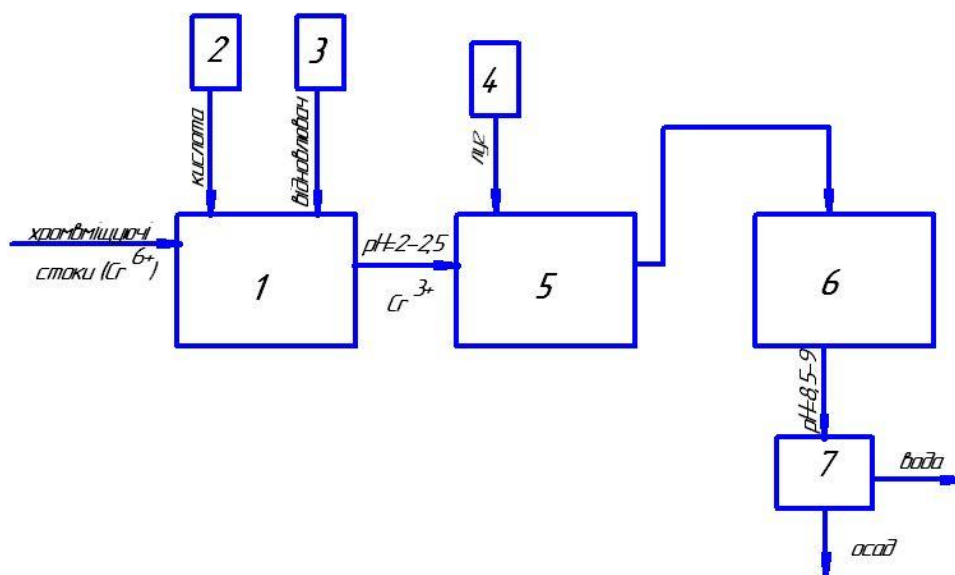 2
3
4
кислота
відновлювач
луг
хромвміщуючі
стоки (Cr⁶⁺)
pH=2-2,5
Cr³⁺
1
5
6
pH=8,5-9
7
вода
осад